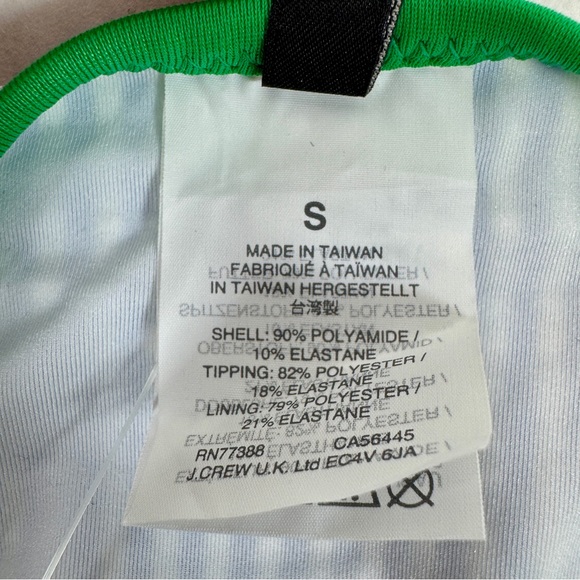 S
MADE IN TAIWAN
FABRIQUÉ À TAÏWAN
IN TAIWAN HERGESTELLT
台湾製
SHELL: 90% POLYAMIDE /
10% ELASTANE
TIPPING: 82% POLYESTER /
18% ELASTANE
LINING: 79% POLYESTER /
21% ELASTANE
RN77388 CA56445
J.CREW U.K. Ltd EC4V 6JA